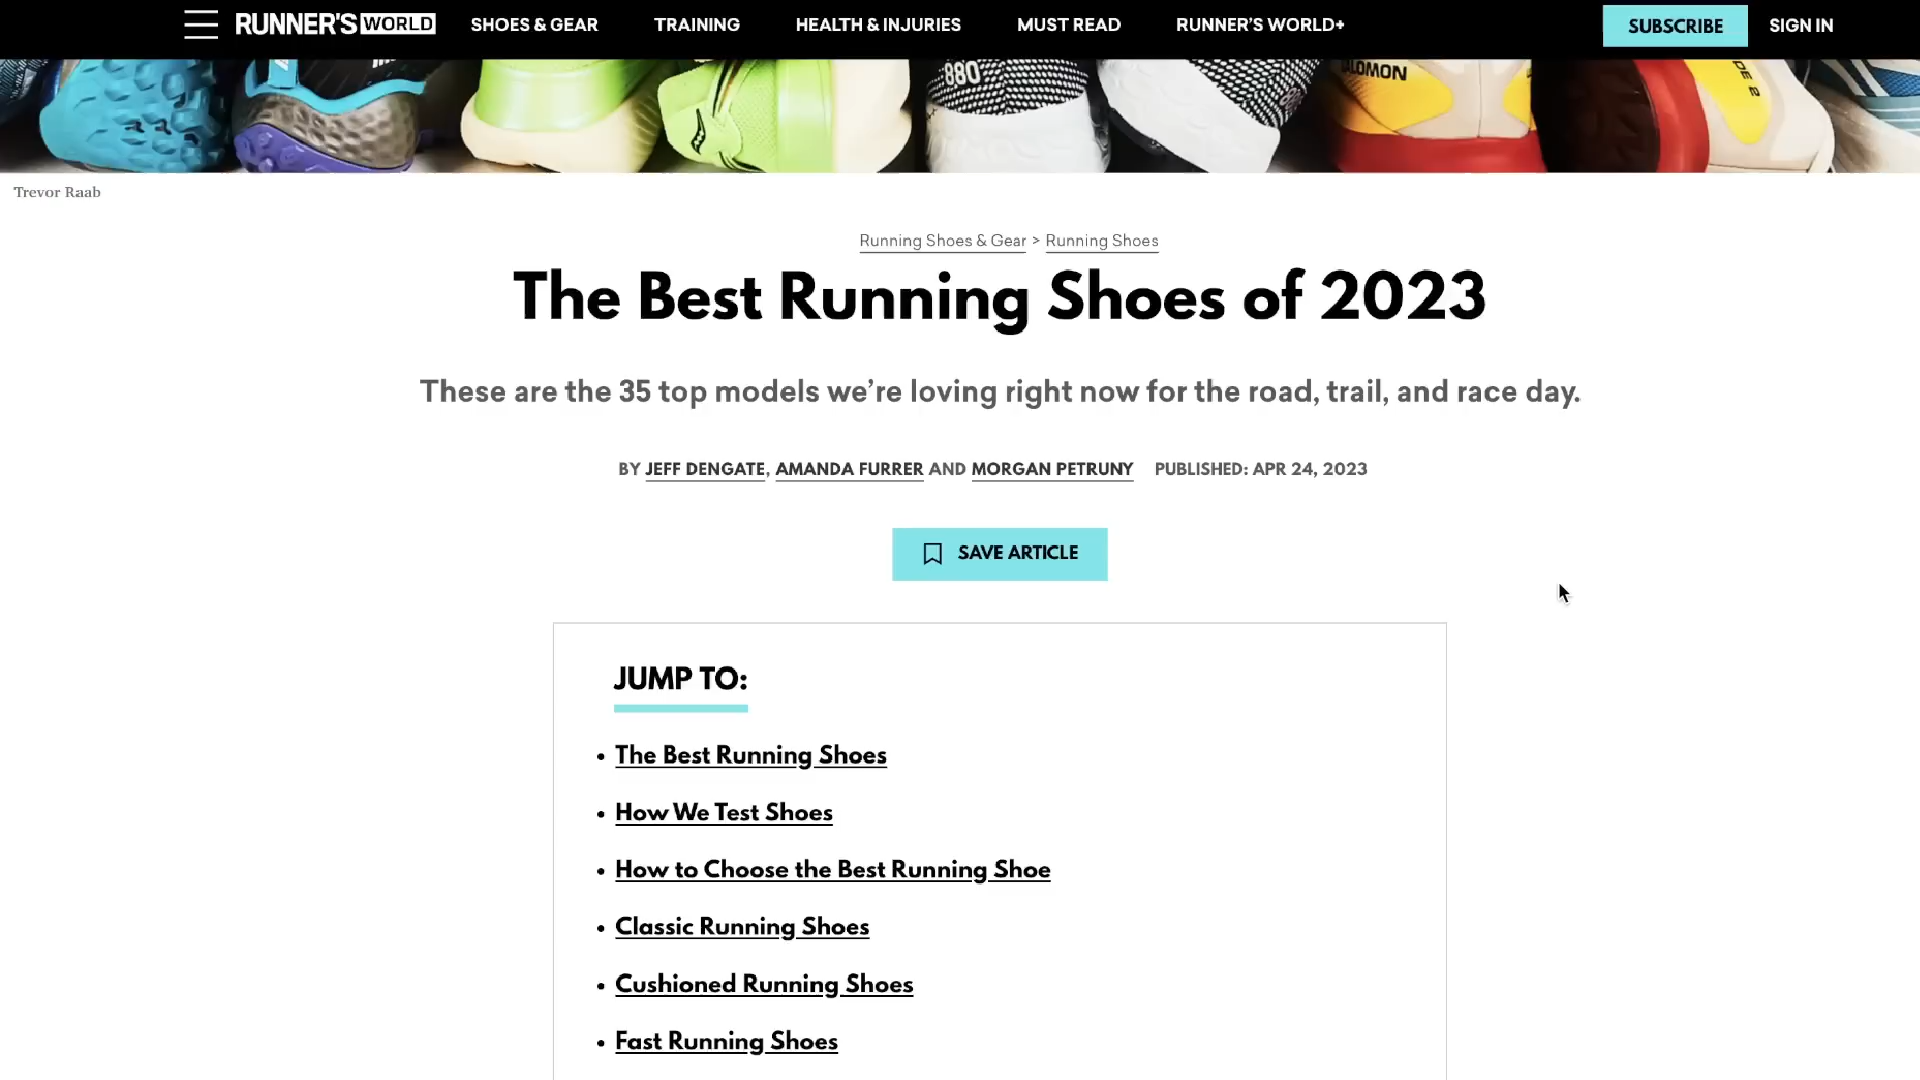 RUNNER'S WORLD SHOES & GEAR TRAINING HEALTH & INJURIES MUST READ RUNNER’S WORLD+ SUBSCRIBE SIGN IN
880 SALOMON
Trevor Raab
Running Shoes & Gear > Running Shoes
The Best Running Shoes of 2023
These are the 35 top models we’re loving right now for the road, trail, and race day.
BY JEFF DENGATE, AMANDA FURRER AND MORGAN PETRUNY PUBLISHED: APR 24, 2023
SAVE ARTICLE
JUMP TO:
• The Best Running Shoes
• How We Test Shoes
• How to Choose the Best Running Shoe
• Classic Running Shoes
• Cushioned Running Shoes
• Fast Running Shoes